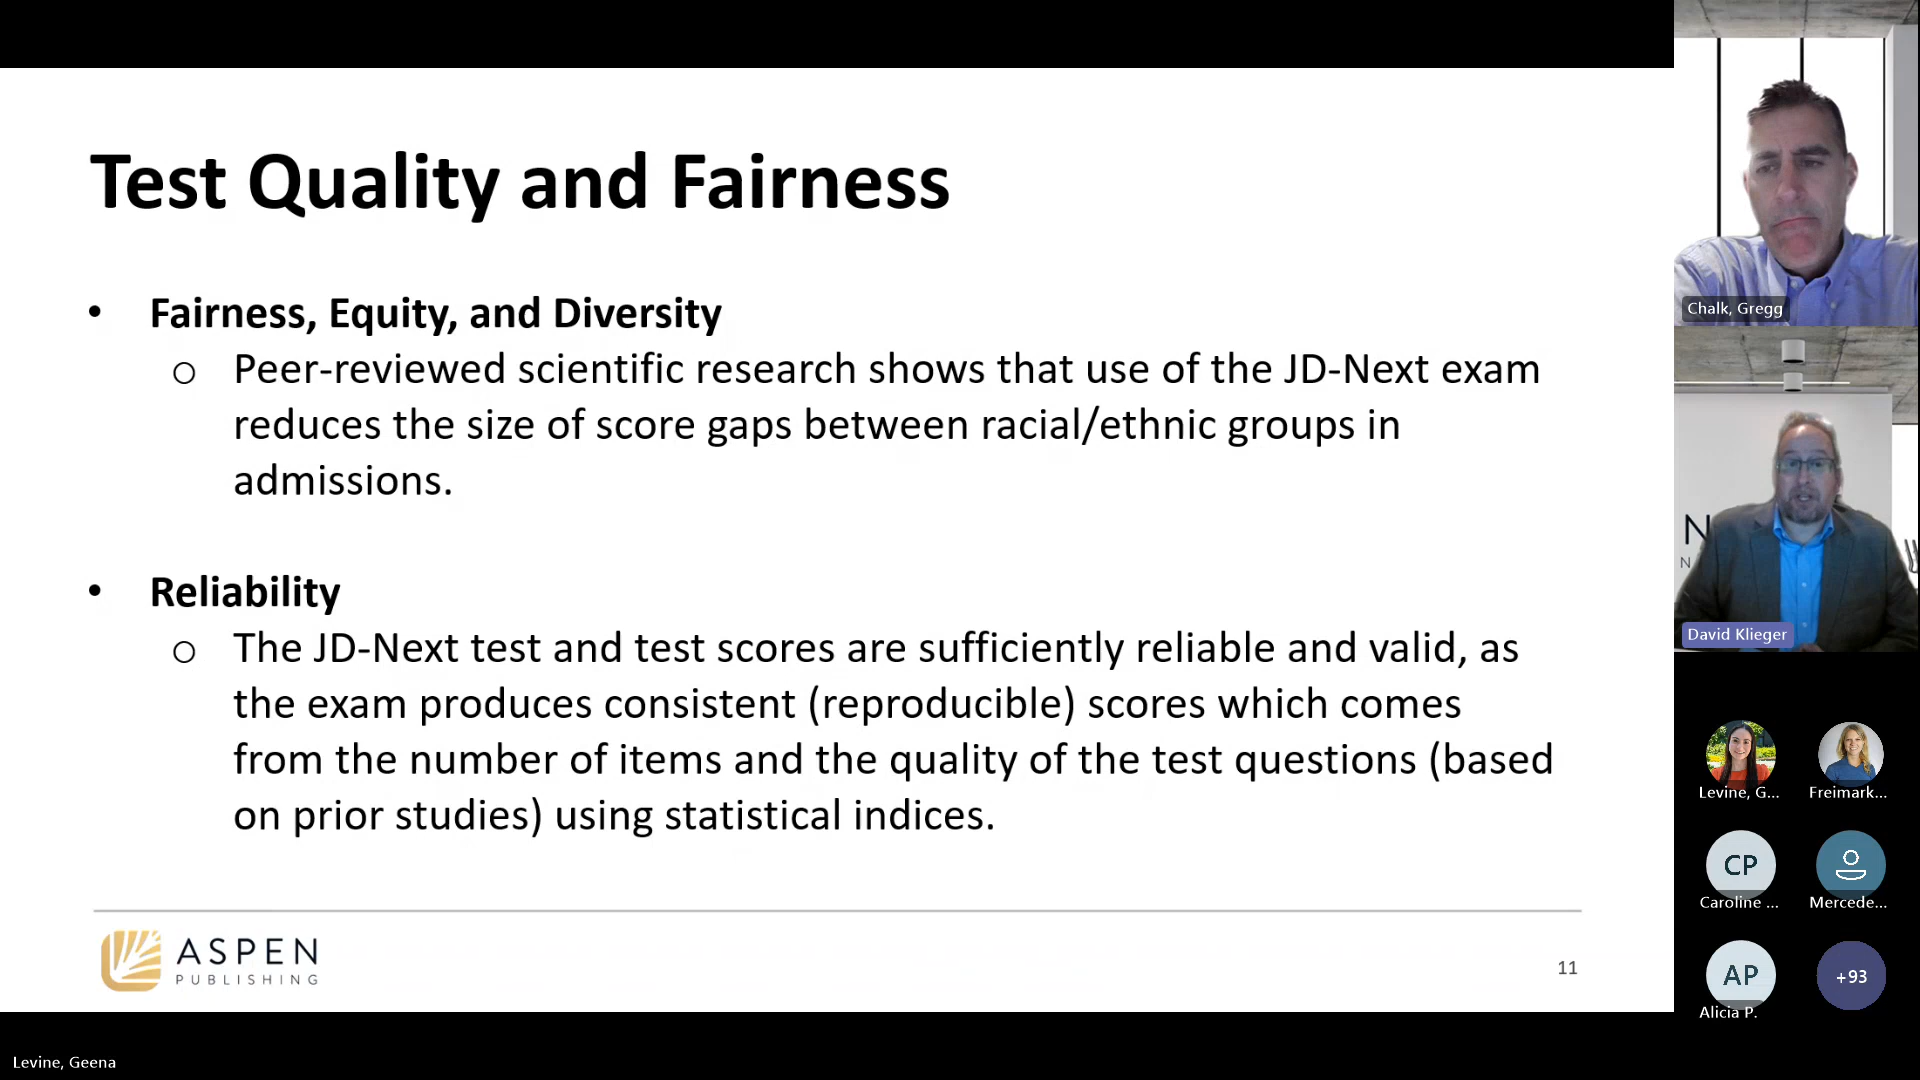 Test Quality and Fairness
• Fairness, Equity, and Diversity
o Peer-reviewed scientific research shows that use of the JD-Next exam
reduces the size of score gaps between racial/ethnic groups in
admissions.
• Reliability
o The JD-Next test and test scores are sufficiently reliable and valid, as
the exam produces consistent (reproducible) scores which comes
from the number of items and the quality of the test questions (based
on prior studies) using statistical indices.
ASPEN
PUBLISHING
11
Chalk, Gregg
N
N
David Klieger
Levine, G...
Freimark...
CP
Caroline ...
Mercede...
AP
Alicia P.
+93
Levine, Geena